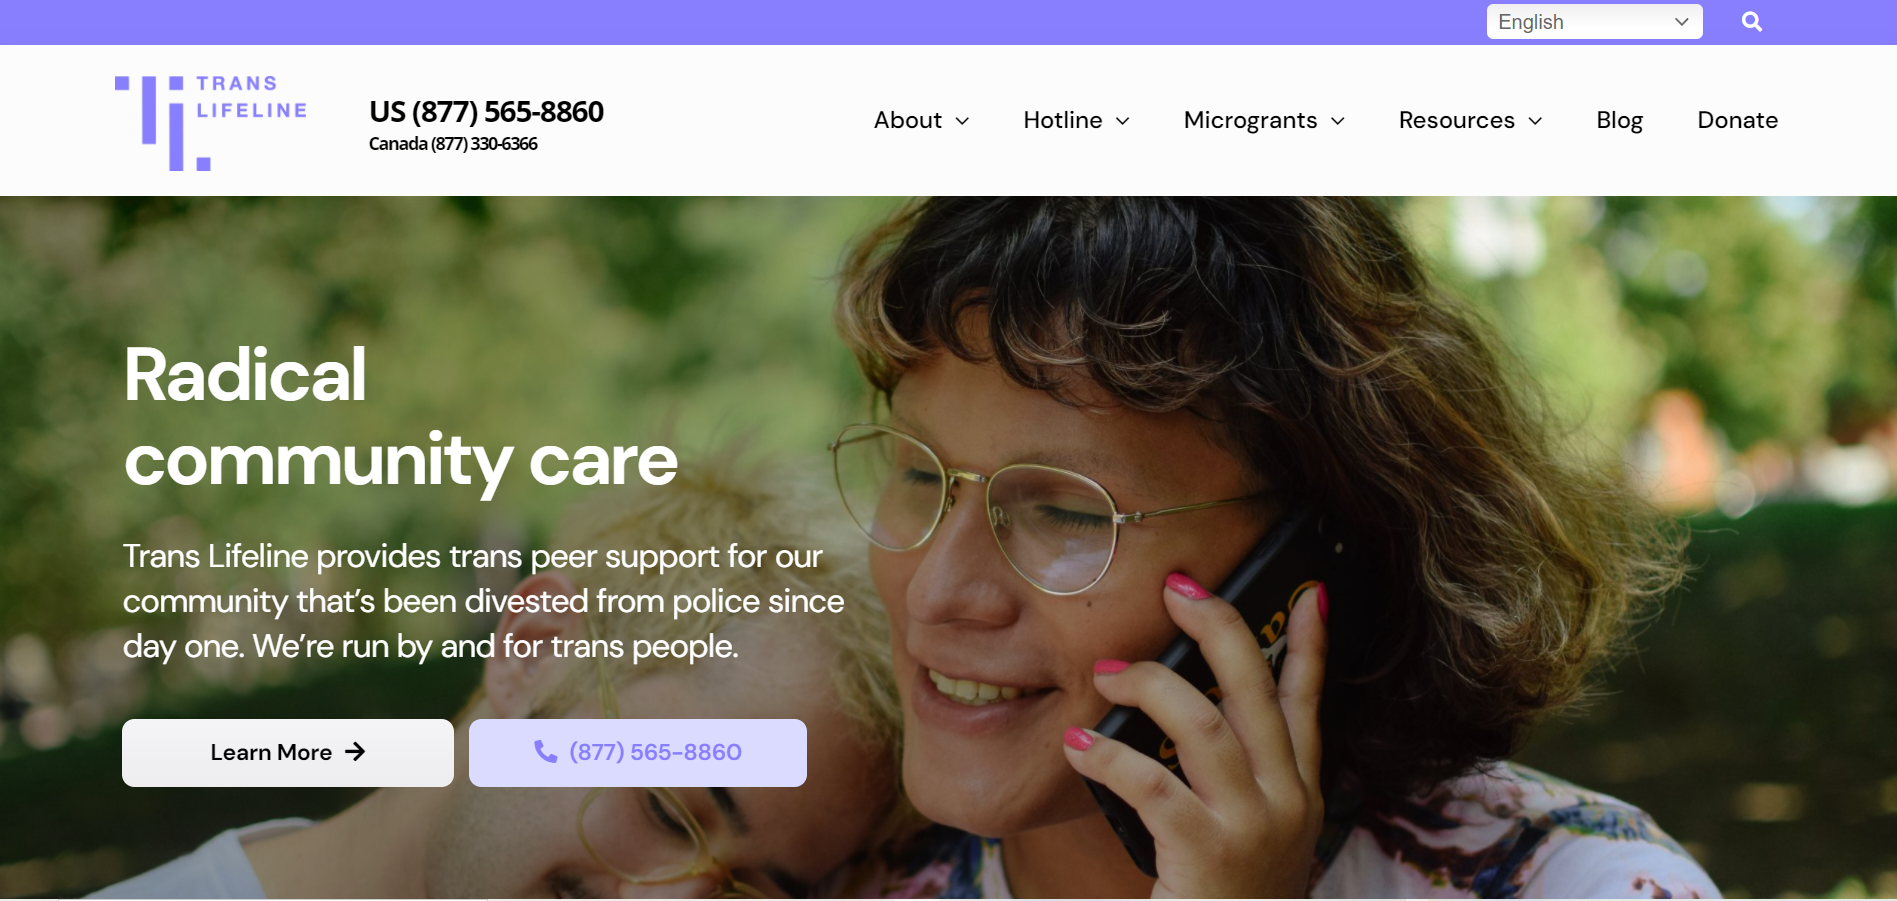 English
TRANS
LIFELINE
US (877) 565-8860
Canada (877) 330-6366
About
Hotline
Microgrants
Resources
Blog
Donate
Radical
community care
Trans Lifeline provides trans peer support for our
community that’s been divested from police since
day one. We’re run by and for trans people.
Learn More
(877) 565-8860